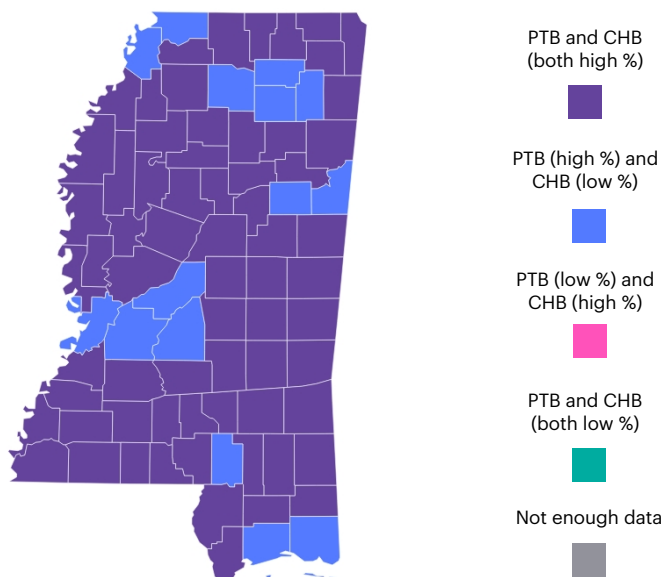 PTB and CHB
(both high %)
PTB (high %) and
CHB (low %)
PTB (low %) and
CHB (high %)
PTB and CHB
(both low %)
Not enough data